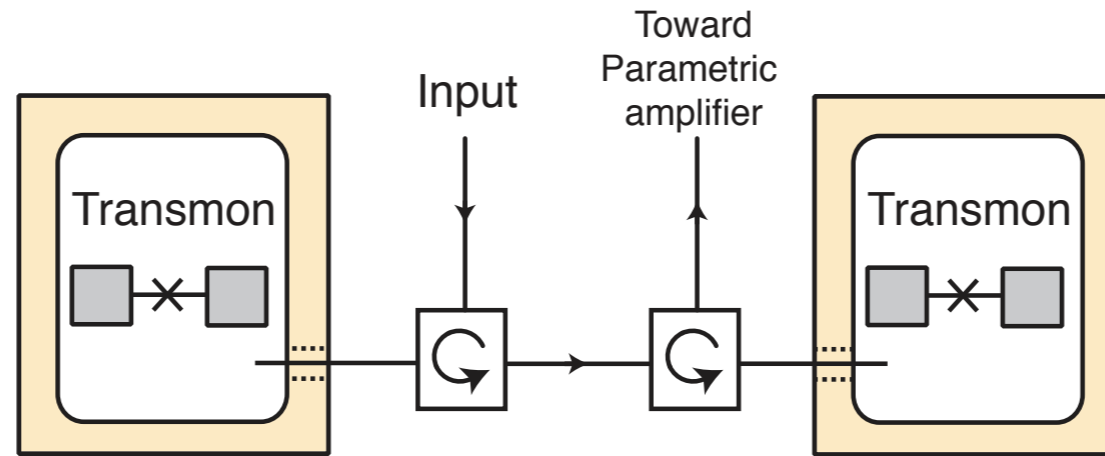 Input
Toward
Parametric
amplifier
Transmon
Transmon